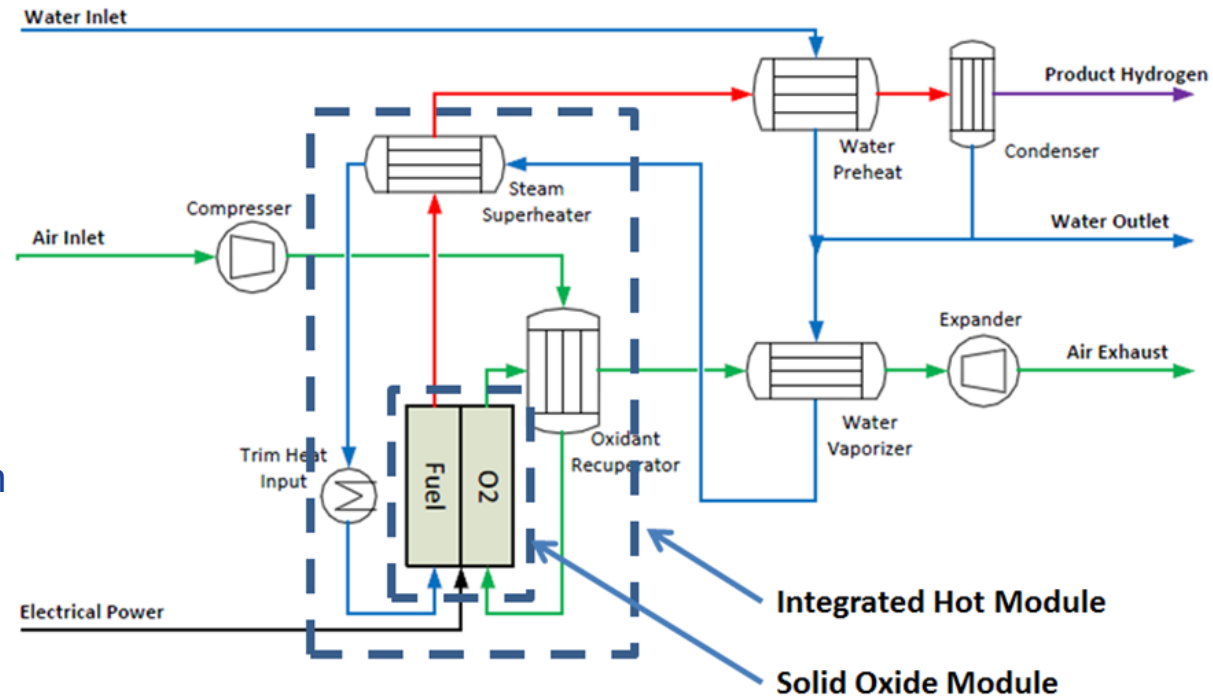 Water Inlet
Product Hydrogen
Water
Preheat
Condenser
Steam
Superheater
Compresser
Air Inlet
Water Outlet
Expander
Air Exhaust
Water
Vaporizer
Oxidant
Recuperator
Trim Heat
Input
Fuel
O2
n
Electrical Power
Integrated Hot Module
Solid Oxide Module